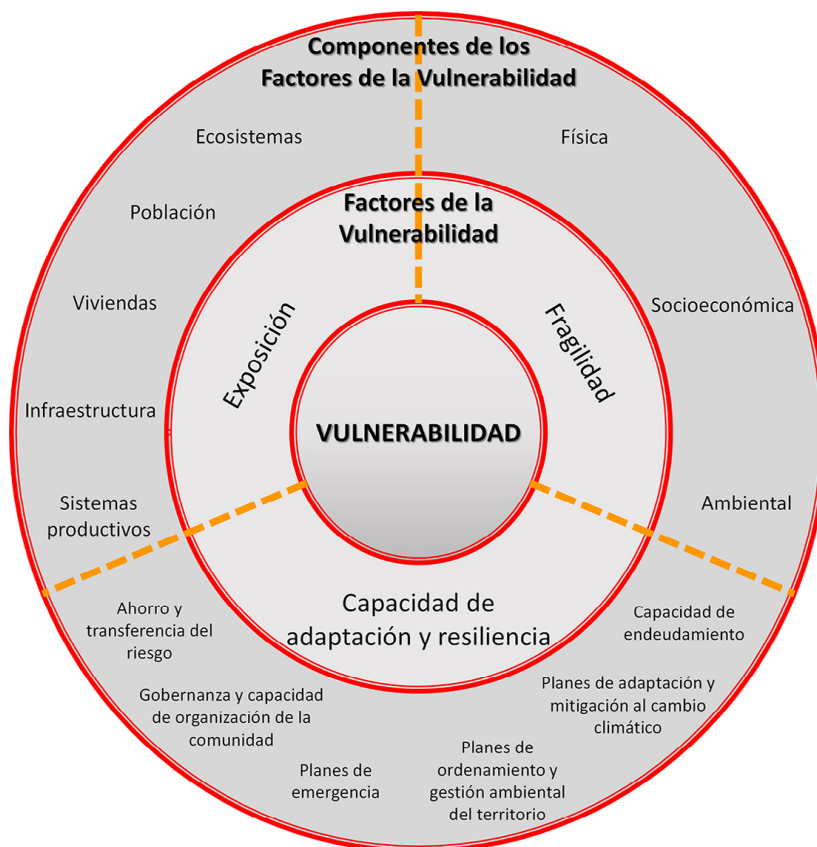 Componentes de los
Factores de la Vulnerabilidad
Ecosistemas
Física
Población
Factores de la
Vulnerabilidad
Viviendas
Exposición
Fragilidad
Socioeconómica
Infraestructura
VULNERABILIDAD
Sistemas
productivos
Ambiental
Capacidad de
adaptación y resiliencia
Ahorro y
transferencia del
riesgo
Capacidad de
endeudamiento
Gobernanza y capacidad
de organización de la
comunidad
Planes de adaptación y
mitigación al cambio
climático
Planes de
emergencia
Planes de
ordenamiento y
gestión ambiental
del territorio